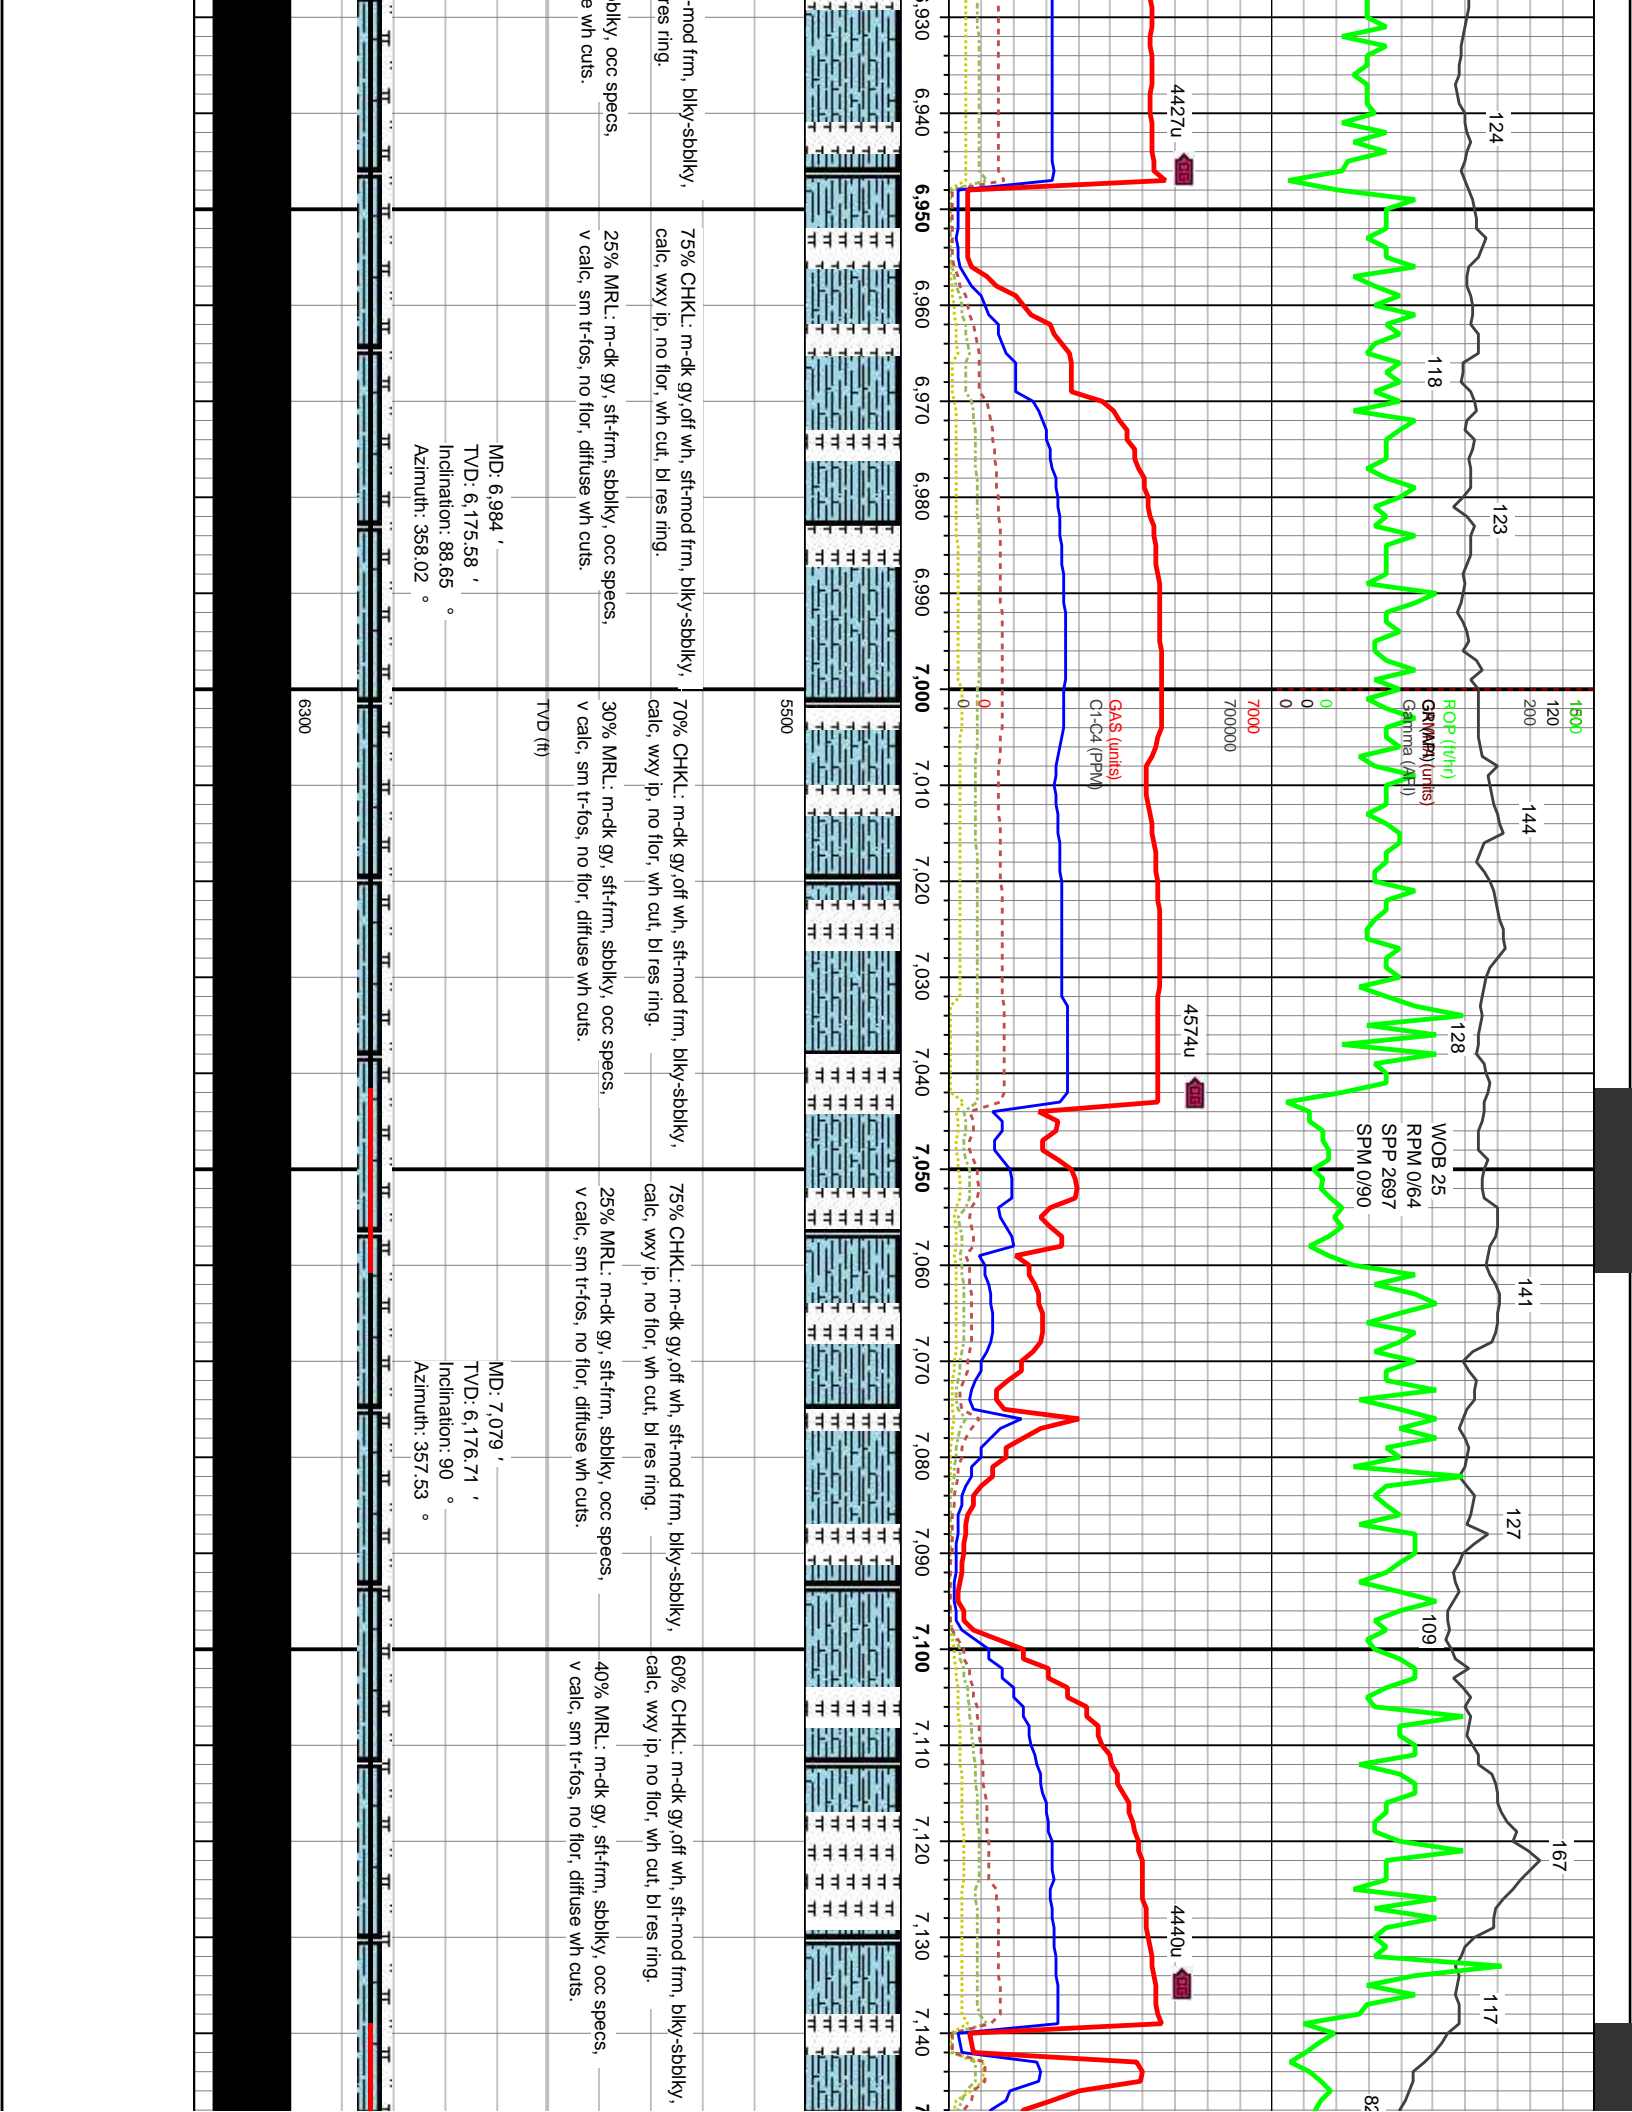 124
118
123
144
128
141
127
109
167
117
82
1500
120
200
ROP (ft/hr)
Gamma (API)
0
0
0
WOB 25
RPM 0/64
SPP 2697
SPM 0/90
4427u
4574u
4440u
7000
70000
GAS (units)
C1-C4 (PPM)
0
0
6,930
6,940
6,950
6,960
6,970
6,980
6,990
7,000
7,010
7,020
7,030
7,040
7,050
7,060
7,070
7,080
7,090
7,100
7,110
7,120
7,130
7,140
-mod frm, blky-sbblky,
res ring.
blky, occ specs,
e wh cuts.
75% CHKL: m-dk gy,off wh, sft-mod frm, blky-sbblky,
calc, wxy ip, no flor, wh cut, bl res ring.
25% MRL: m-dk gy, sft-frm, sbblky, occ specs,
v calc, sm tr-fos, no flor, diffuse wh cuts.
70% CHKL: m-dk gy,off wh, sft-mod frm, blky-sbblky,
calc, wxy ip, no flor, wh cut, bl res ring.
30% MRL: m-dk gy, sft-frm, sbblky, occ specs,
v calc, sm tr-fos, no flor, diffuse wh cuts.
75% CHKL: m-dk gy,off wh, sft-mod frm, blky-sbblky,
calc, wxy ip, no flor, wh cut, bl res ring.
25% MRL: m-dk gy, sft-frm, sbblky, occ specs,
v calc, sm tr-fos, no flor, diffuse wh cuts.
60% CHKL: m-dk gy,off wh, sft-mod frm, blky-sbblky,
calc, wxy ip, no flor, wh cut, bl res ring.
40% MRL: m-dk gy, sft-frm, sbblky, occ specs,
v calc, sm tr-fos, no flor, diffuse wh cuts.
5500
TVD (ft)
6300
MD: 6,984 '
TVD: 6,175.58 '
Inclination: 88.65 °
Azimuth: 358.02 °
MD: 7,079 '
TVD: 6,176.71 '
Inclination: 90 °
Azimuth: 357.53 °